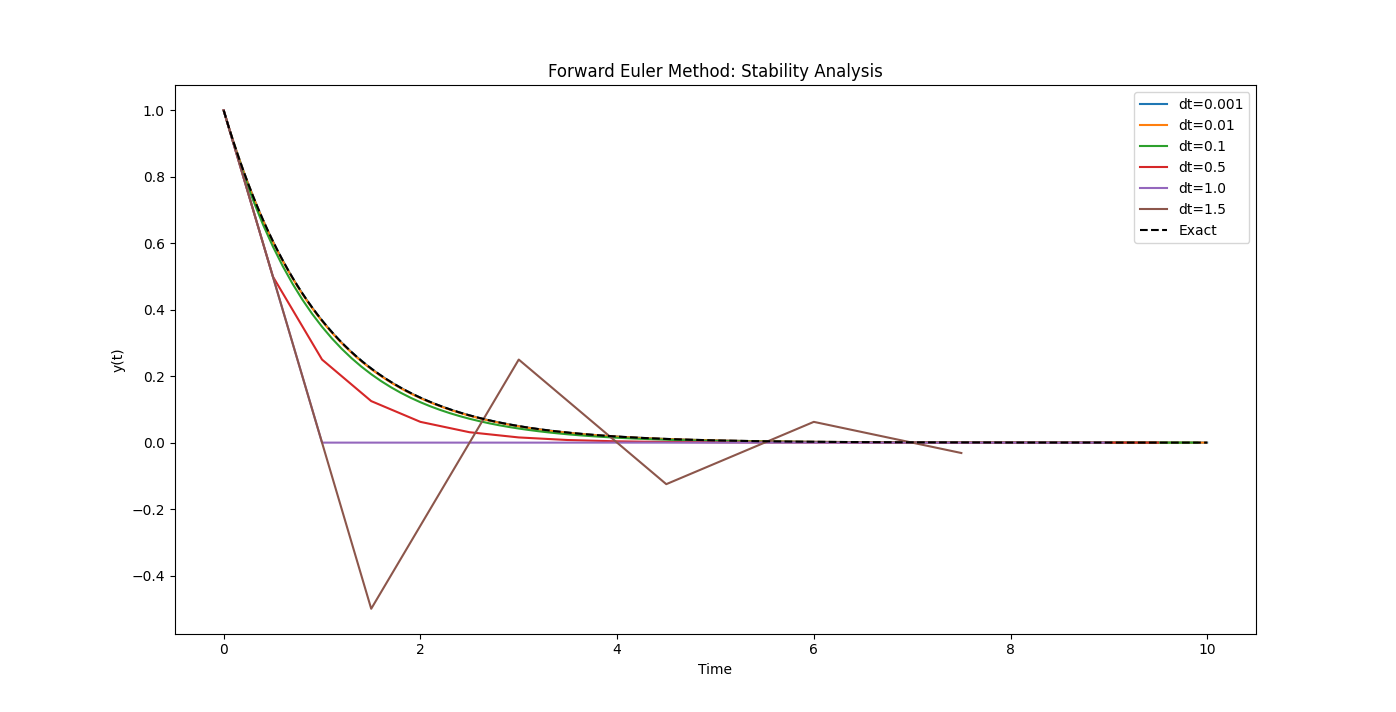 Forward Euler Method: Stability Analysis
dt=0.001
dt=0.01
dt=0.1
dt=0.5
dt=1.0
dt=1.5
Exact
y(t)
1.0
0.8
0.6
0.4
0.2
0.0
−0.2
−0.4
0 2 4 6 8 10
Time